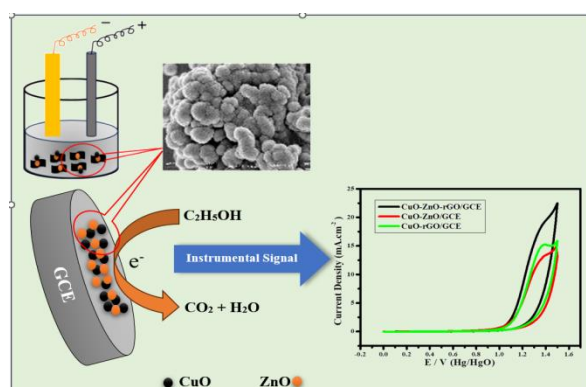 − +
C₂H₅OH
GCE
e⁻
Instrumental Signal
CO₂ + H₂O
CuO ZnO
CuO-ZnO-rGO/GCE
CuO-ZnO/GCE
CuO-rGO/GCE
Current Density (mA.cm⁻²)
25
20
15
10
5
0
-0.2 0.0 0.2 0.4 0.6 0.8 1.0 1.2 1.4 1.6
E / V (Hg/HgO)